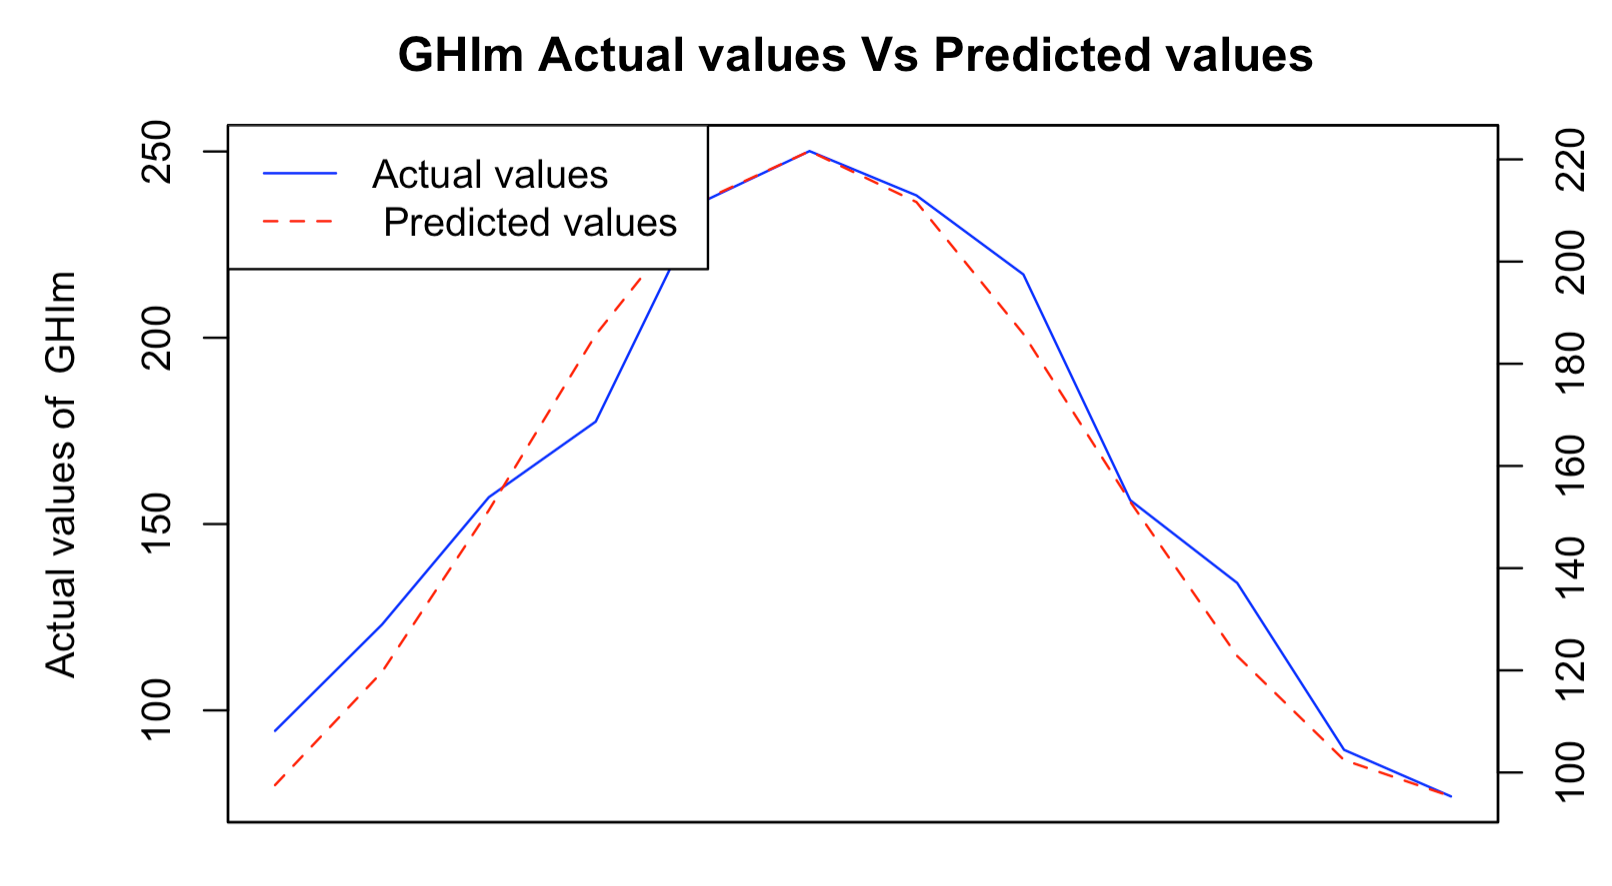 GHIm Actual values Vs Predicted values
Actual values
Predicted values
Actual values of GHIm
250
200
150
100
220
200
180
160
140
120
100